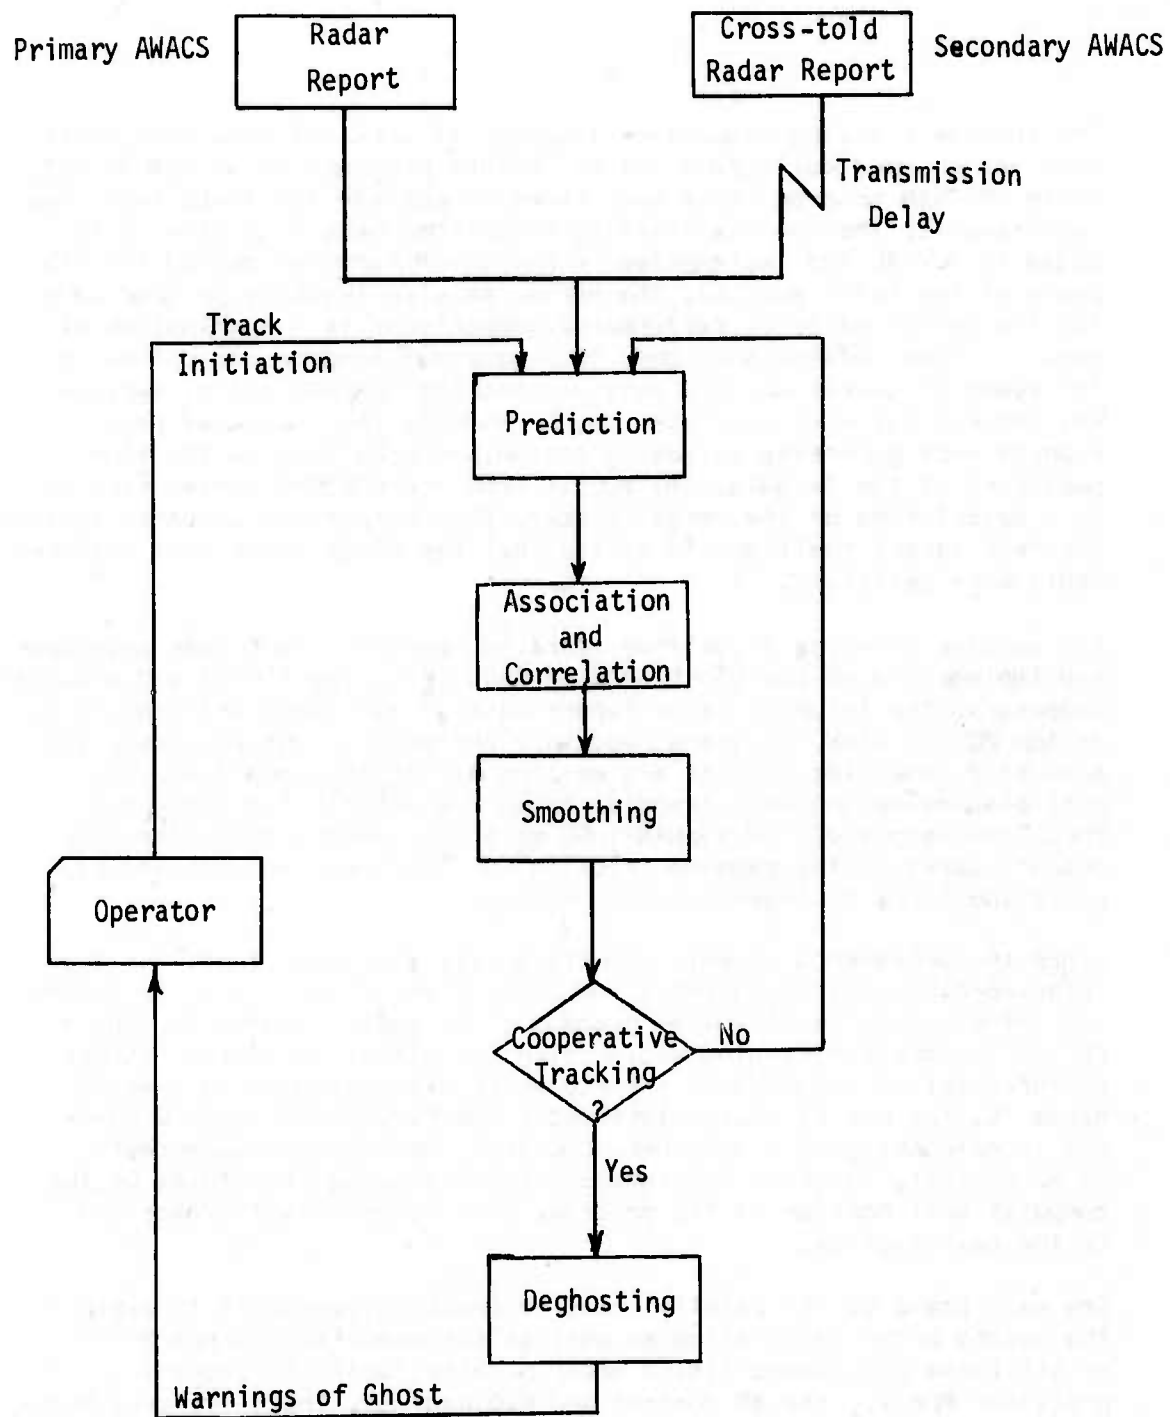 Primary AWACS
Radar
Report
Cross-told
Radar Report
Secondary AWACS
Transmission
Delay
Track
Initiation
Prediction
Association
and
Correlation
Smoothing
Operator
Cooperative
Tracking
?
No
Yes
Deghosting
Warnings of Ghost